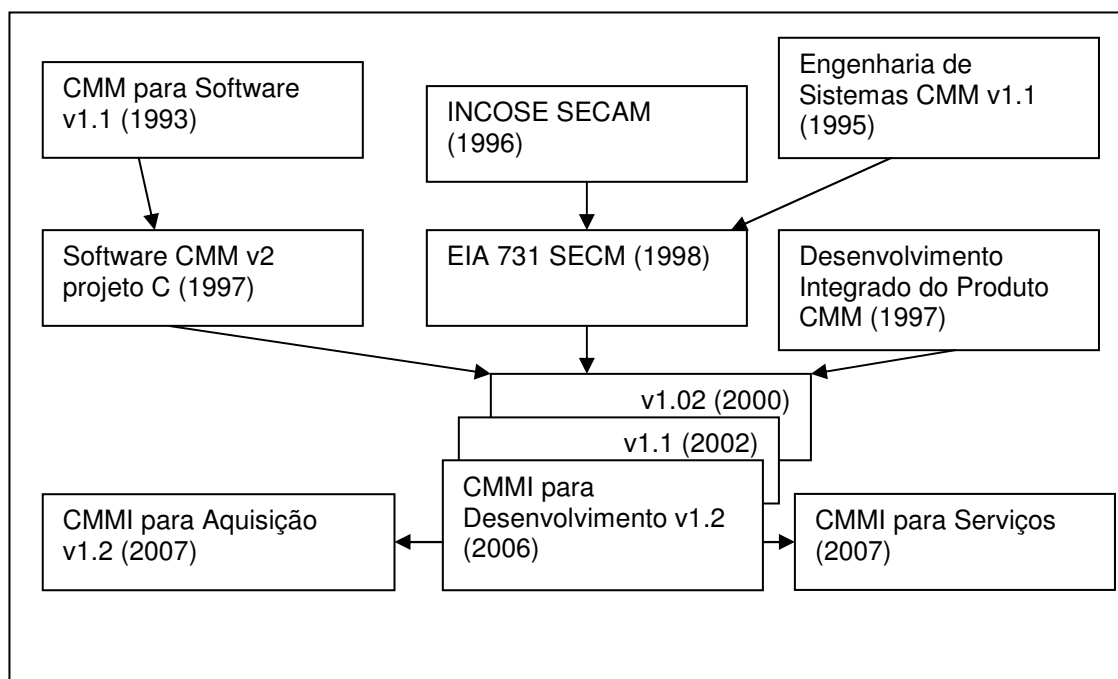 CMM para Software
v1.1 (1993)
INCOSE SECAM
(1996)
Engenharia de
Sistemas CMM v1.1
(1995)
Software CMM v2
projeto C (1997)
EIA 731 SECM (1998)
Desenvolvimento
Integrado do Produto
CMM (1997)
v1.02 (2000)
v1.1 (2002)
CMMI para
Desenvolvimento v1.2
(2006)
CMMI para Aquisição
v1.2 (2007)
CMMI para Serviços
(2007)